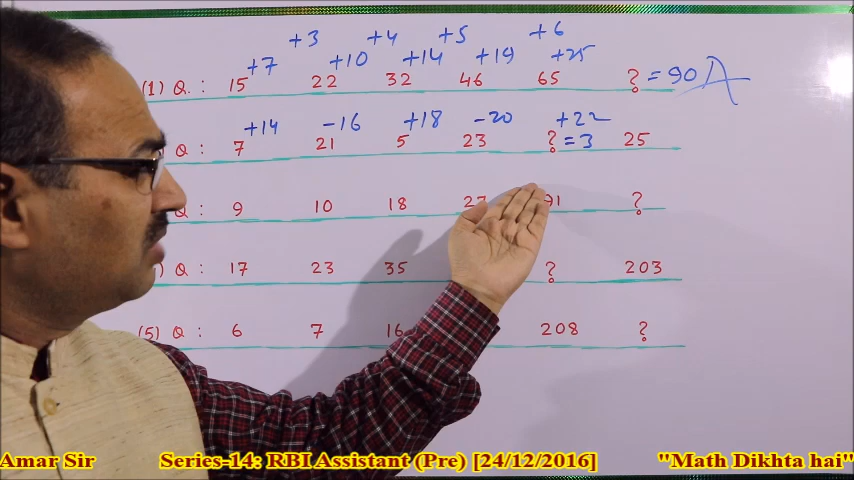 +3 +4 +5 +6
+7 +10 +14 +19 +25
(1) Q. : 15 22 32 46 65 ? = 90 A
+14 -16 +18 -20 +22
) Q : 7 21 5 23 ? = 3 25
Q : 9 10 18 ?
) Q : 17 23 35 ? 203
(5) Q : 6 7 16 208 ?
Amar Sir Series-14: RBI Assistant (Pre) [24/12/2016] "Math Dikhta hai"